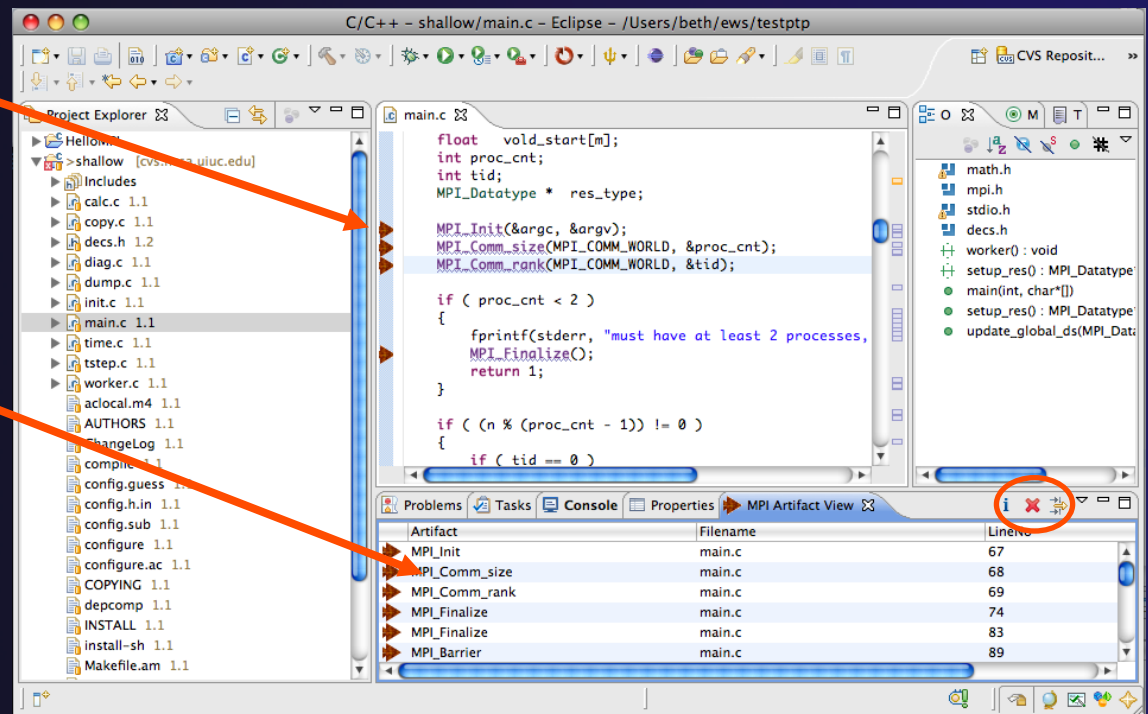 C/C++ – shallow/main.c – Eclipse – /Users/beth/ews/testptp
010
CVS Reposit... »
Project Explorer
>shallow [cvs. uiuc.edu]
Includes
calc.c 1.1
copy.c 1.1
decs.h 1.2
diag.c 1.1
dump.c 1.1
init.c 1.1
main.c 1.1
time.c 1.1
tstep.c 1.1
worker.c 1.1
aclocal.m4 1.1
AUTHORS 1.1
ChangeLog 1.1
compile 1.1
config.guess
config.h.in 1.1
config.sub 1.1
configure 1.1
configure.ac 1.1
COPYING 1.1
depcomp 1.1
INSTALL 1.1
install-sh 1.1
Makefile.am 1.1
main.c
float vold_start[m];
int proc_cnt;
int tid;
MPI_Datatype * res_type;
MPI_Init(&argc, &argv);
MPI_Comm_size(MPI_COMM_WORLD, &proc_cnt);
MPI_Comm_rank(MPI_COMM_WORLD, &tid);
if ( proc_cnt < 2 )
{
fprintf(stderr, "must have at least 2 processes,
MPI_Finalize();
return 1;
}
if ( (n % (proc_cnt - 1)) != 0 )
{
if ( tid == 0 )
O M T
math.h
mpi.h
stdio.h
decs.h
worker() : void
setup_res() : MPI_Datatype
main(int, char*[])
setup_res() : MPI_Datatype
update_global_ds(MPI_Data
Problems Tasks Console Properties MPI Artifact View
Artifact Filename LineNo
MPI_Init main.c 67
MPI_Comm_size main.c 68
MPI_Comm_rank main.c 69
MPI_Finalize main.c 74
MPI_Finalize main.c 83
MPI_Barrier main.c 89